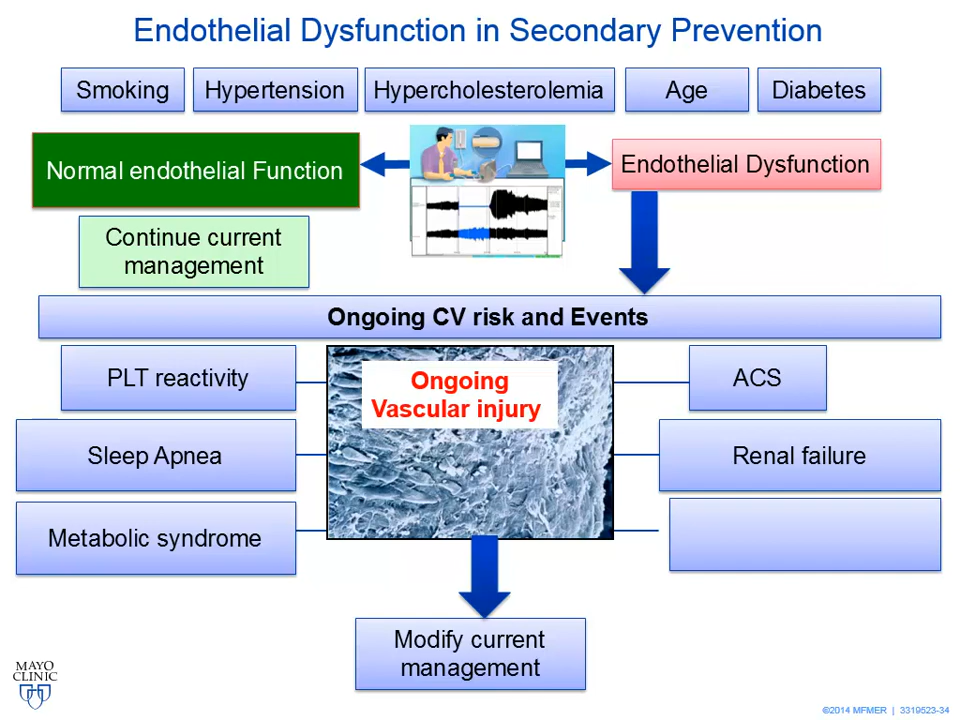 Endothelial Dysfunction in Secondary Prevention
Smoking
Hypertension
Hypercholesterolemia
Age
Diabetes
Normal endothelial Function
Endothelial Dysfunction
Continue current
management
Ongoing CV risk and Events
PLT reactivity
Ongoing
Vascular injury
ACS
Sleep Apnea
Renal failure
Metabolic syndrome
Modify current
management
MAYO
CLINIC
©2014 MFMER | 3319523-34